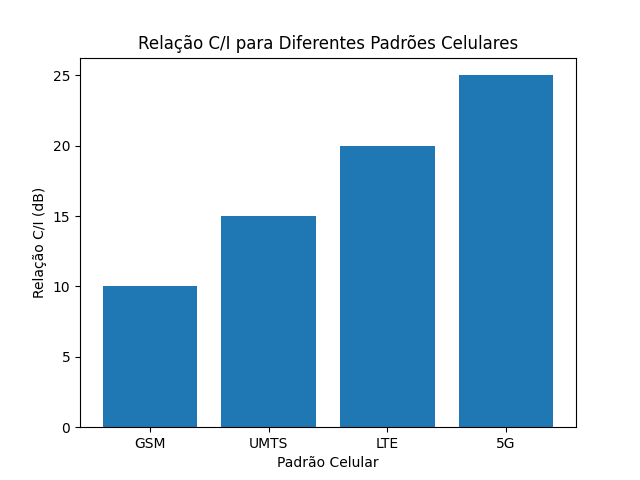 Relação C/I para Diferentes Padrões Celulares
Relação C/I (dB)
25
20
15
10
5
0
GSM UMTS LTE 5G
Padrão Celular